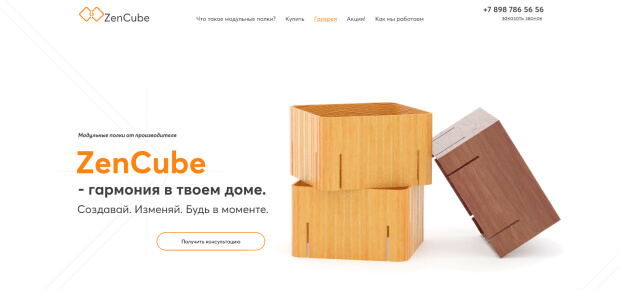 ZenCube
Что такое модульные полки? Купить Галерея Акция! Как мы работаем
+7 898 786 56 56
заказать звонок
Модульные полки от производителя
ZenCube
- гармония в твоем доме.
Создавай. Изменяй. Будь в моменте.
Получить консультацию